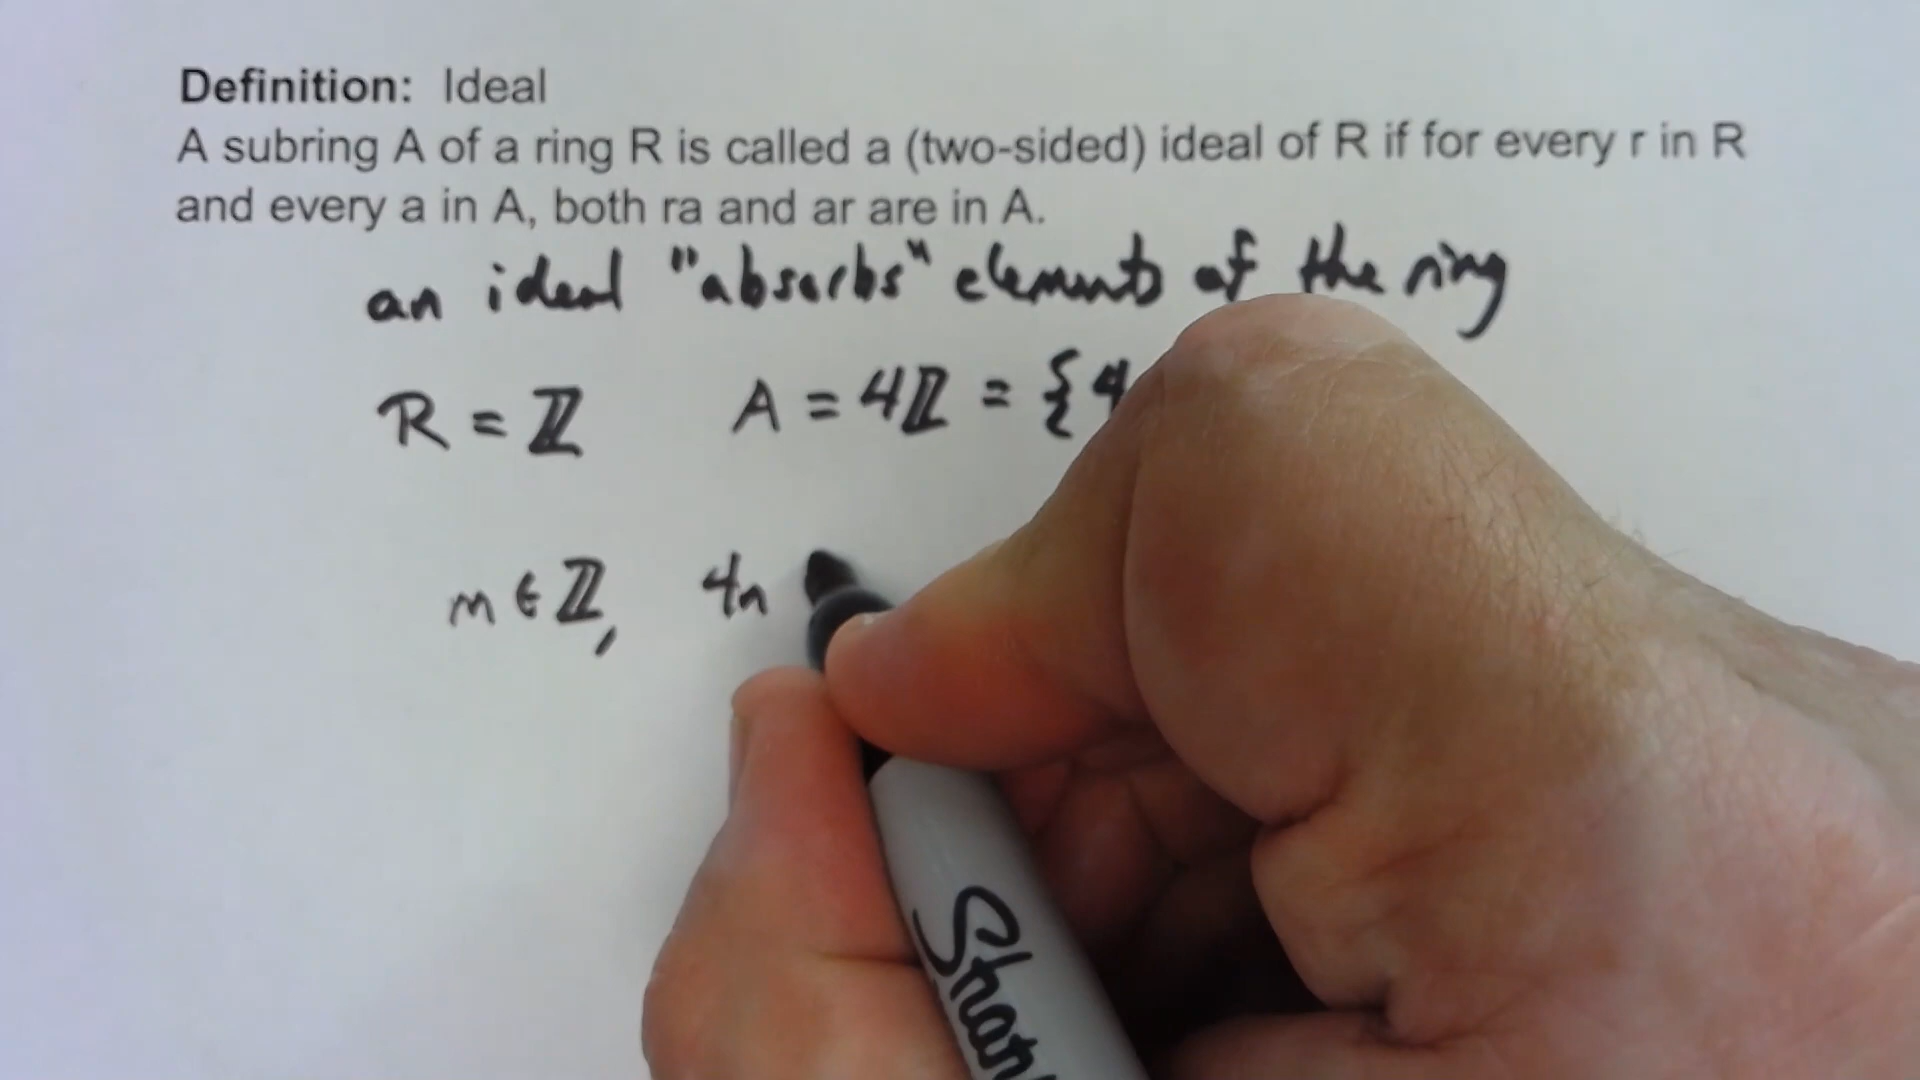 Definition: Ideal
A subring A of a ring R is called a (two-sided) ideal of R if for every r in R
and every a in A, both ra and ar are in A.
an ideal "absorbs" elements of the ring
R = ℤ A = 4ℤ = {4
m ∈ ℤ, 4n
Shar